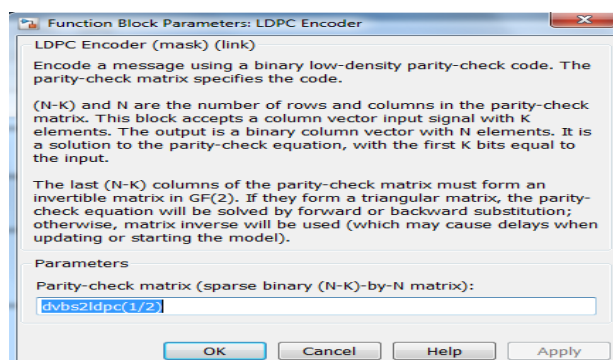 Function Block Parameters: LDPC Encoder
LDPC Encoder (mask) (link)
Encode a message using a binary low-density parity-check code. The
parity-check matrix specifies the code.
(N-K) and N are the number of rows and columns in the parity-check
matrix. This block accepts a column vector input signal with K
elements. The output is a binary column vector with N elements. It is
a solution to the parity-check equation, with the first K bits equal to
the input.
The last (N-K) columns of the parity-check matrix must form an
invertible matrix in GF(2). If they form a triangular matrix, the parity-
check equation will be solved by forward or backward substitution;
otherwise, matrix inverse will be used (which may cause delays when
updating or starting the model).
Parameters
Parity-check matrix (sparse binary (N-K)-by-N matrix):
dvbs2ldpc(1/2)
OK Cancel Help Apply